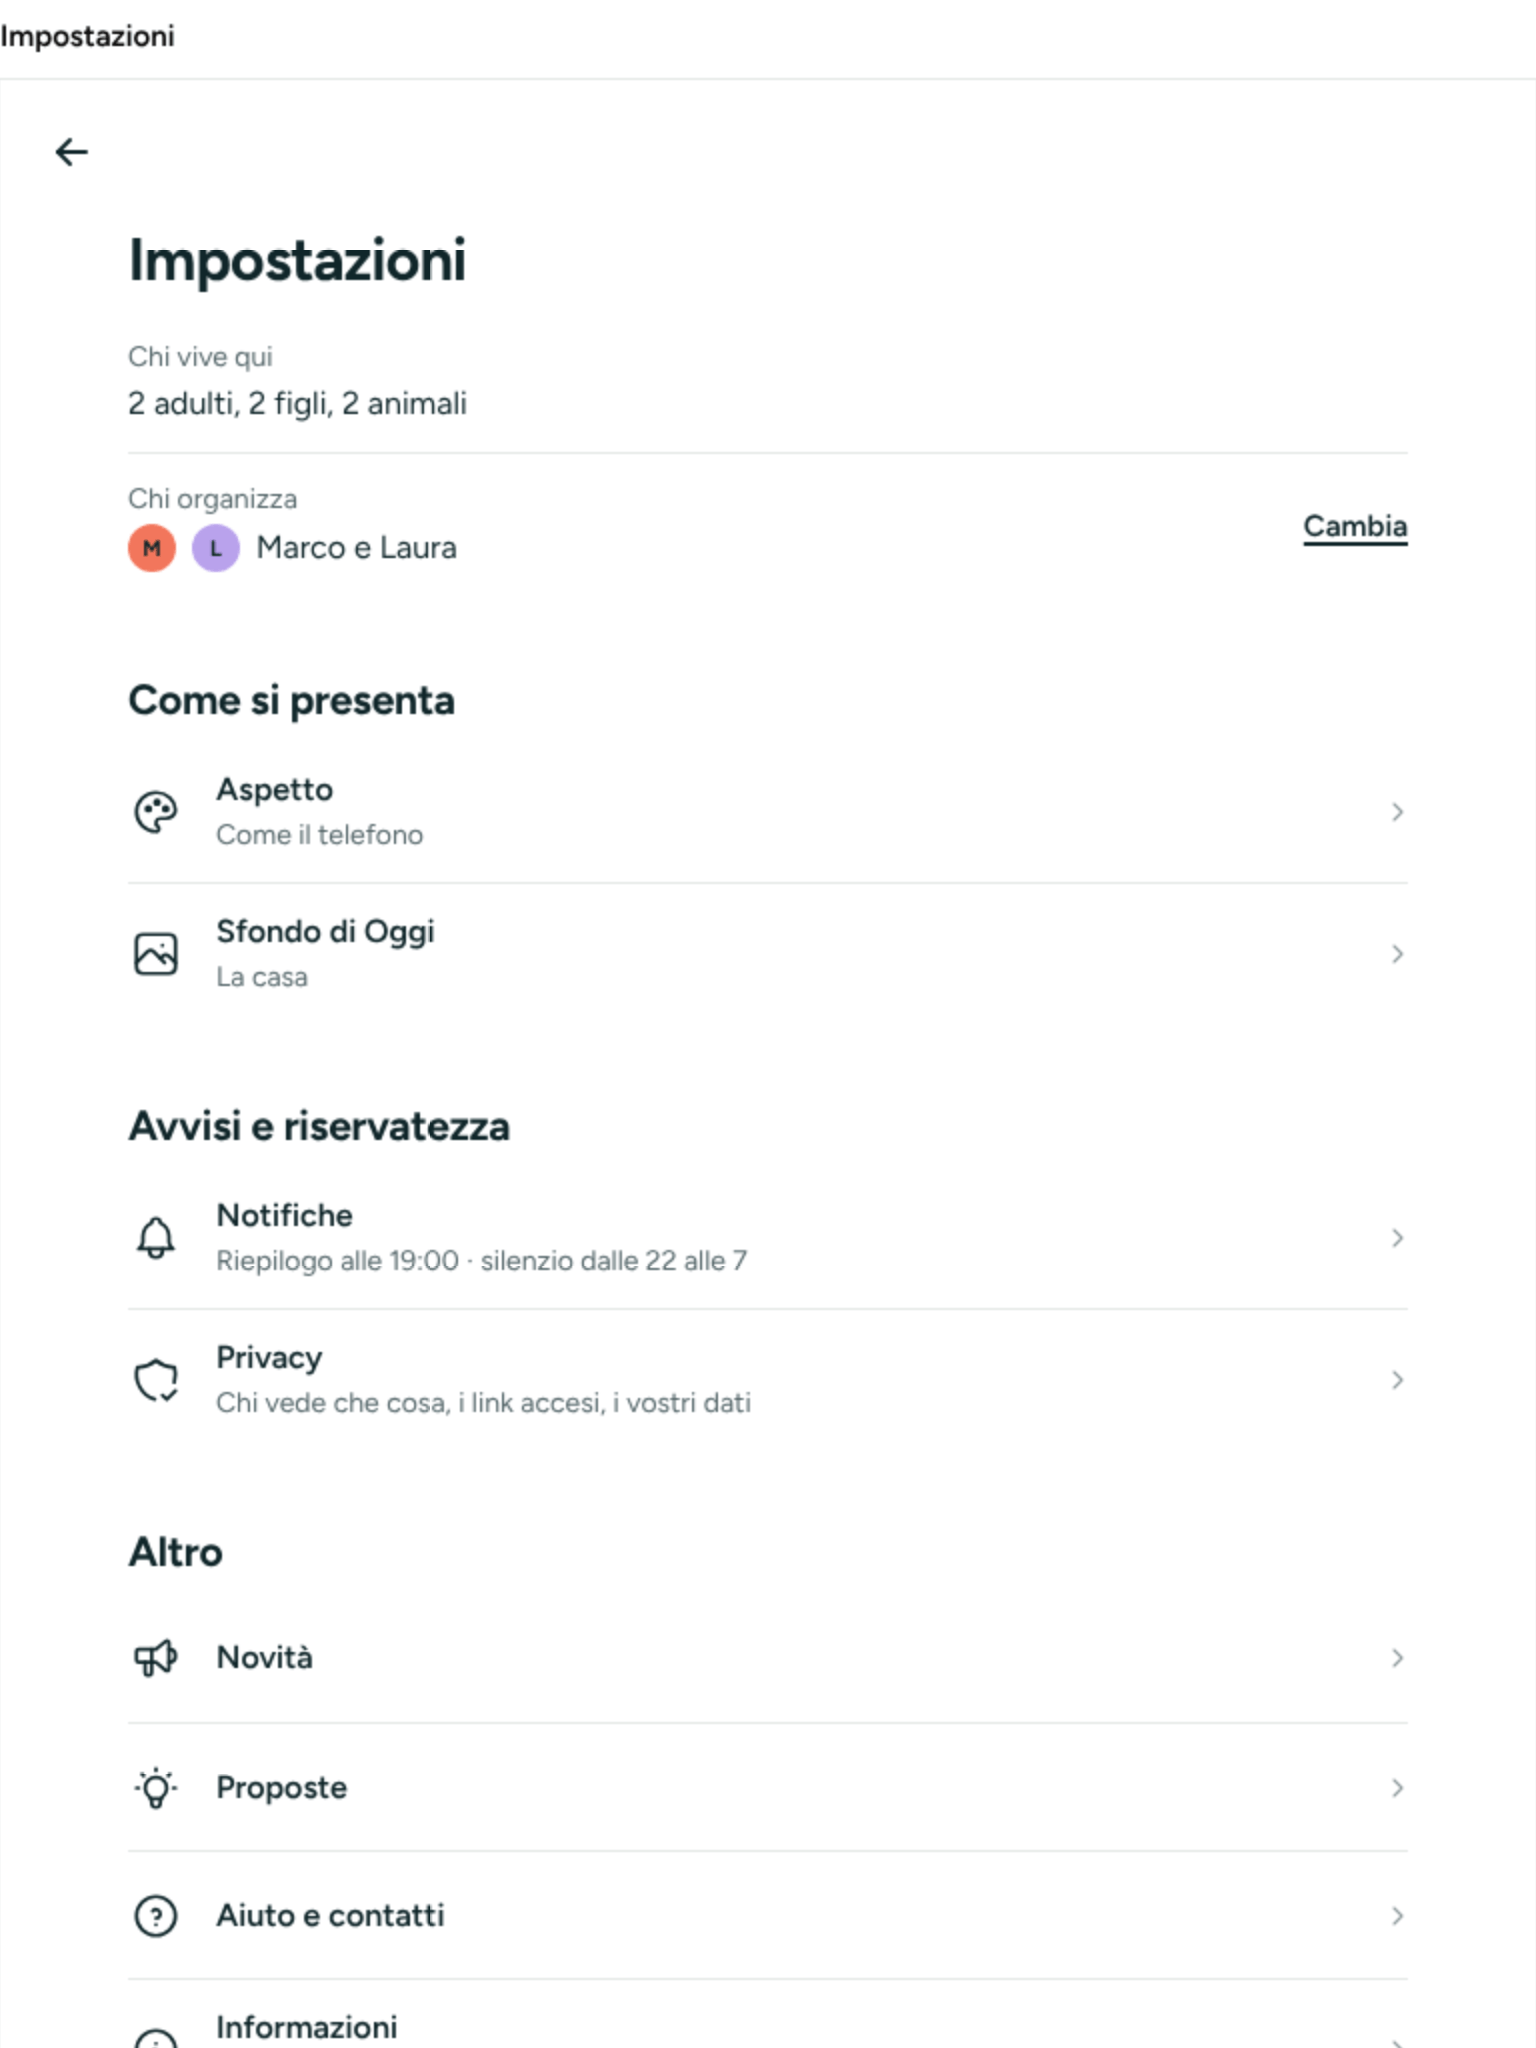 Impostazioni
Impostazioni
Chi vive qui
2 adulti, 2 figli, 2 animali
Chi organizza
M L Marco e Laura
Cambia
Come si presenta
Aspetto
Come il telefono
Sfondo di Oggi
La casa
Avvisi e riservatezza
Notifiche
Riepilogo alle 19:00 · silenzio dalle 22 alle 7
Privacy
Chi vede che cosa, i link accesi, i vostri dati
Altro
Novità
Proposte
Aiuto e contatti
Informazioni